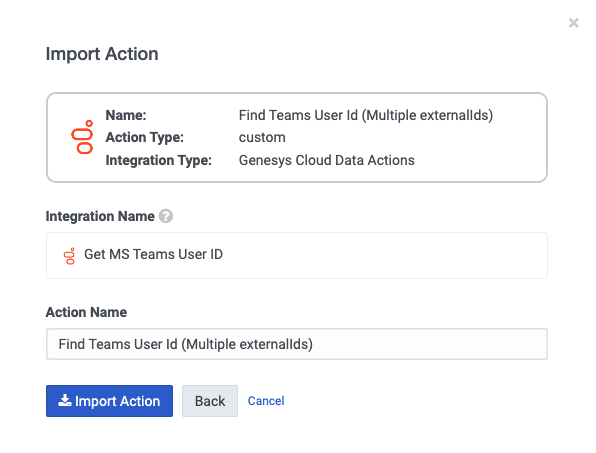 Import Action
Name: Find Teams User Id (Multiple externalIds)
Action Type: custom
Integration Type: Genesys Cloud Data Actions
Integration Name ?
Get MS Teams User ID
Action Name
Find Teams User Id (Multiple externalIds)
Import Action Back Cancel